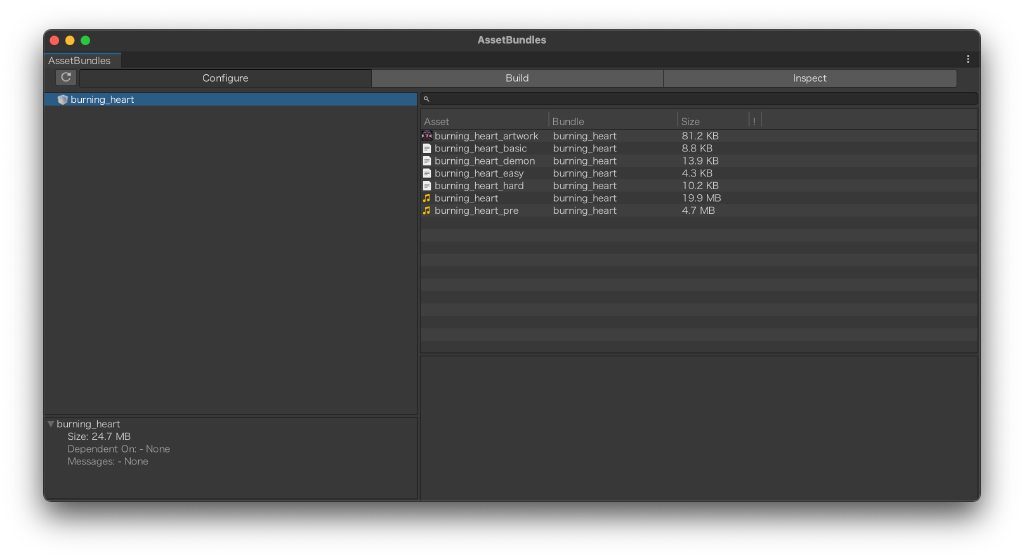 AssetBundles
AssetBundles
Configure Build Inspect
burning_heart
Asset Bundle Size !
burning_heart_artwork burning_heart 81.2 KB
burning_heart_basic burning_heart 8.8 KB
burning_heart_demon burning_heart 13.9 KB
burning_heart_easy burning_heart 4.3 KB
burning_heart_hard burning_heart 10.2 KB
burning_heart burning_heart 19.9 MB
burning_heart_pre burning_heart 4.7 MB
burning_heart
Size: 24.7 MB
Dependent On: - None
Messages: - None